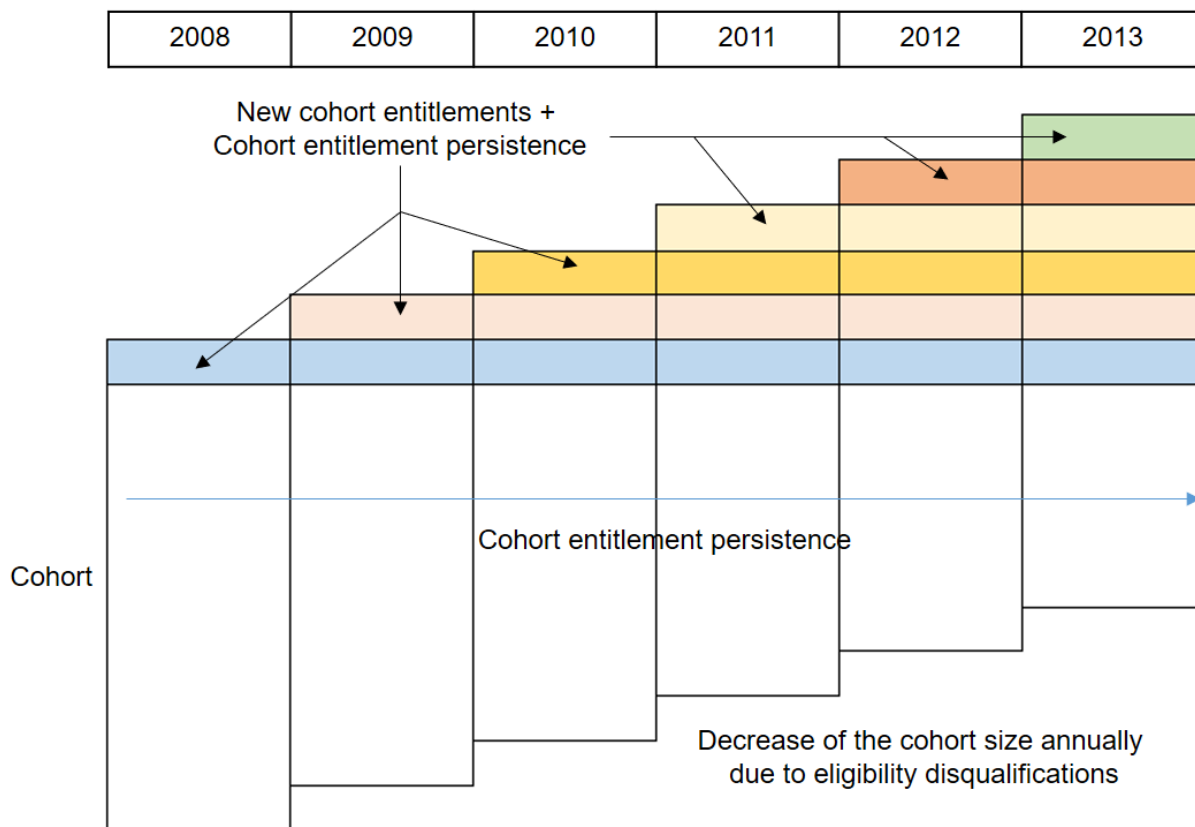 2008 2009 2010 2011 2012 2013
New cohort entitlements +
Cohort entitlement persistence
Cohort entitlement persistence
Cohort
Decrease of the cohort size annually
due to eligibility disqualifications